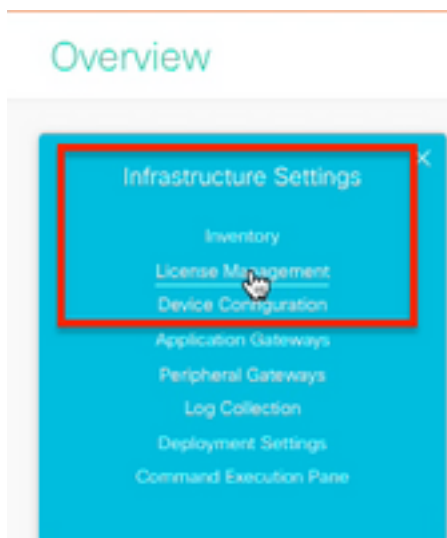 Overview
Infrastructure Settings
Inventory
License Management
Device Configuration
Application Gateways
Peripheral Gateways
Log Collection
Deployment Settings
Command Execution Pane